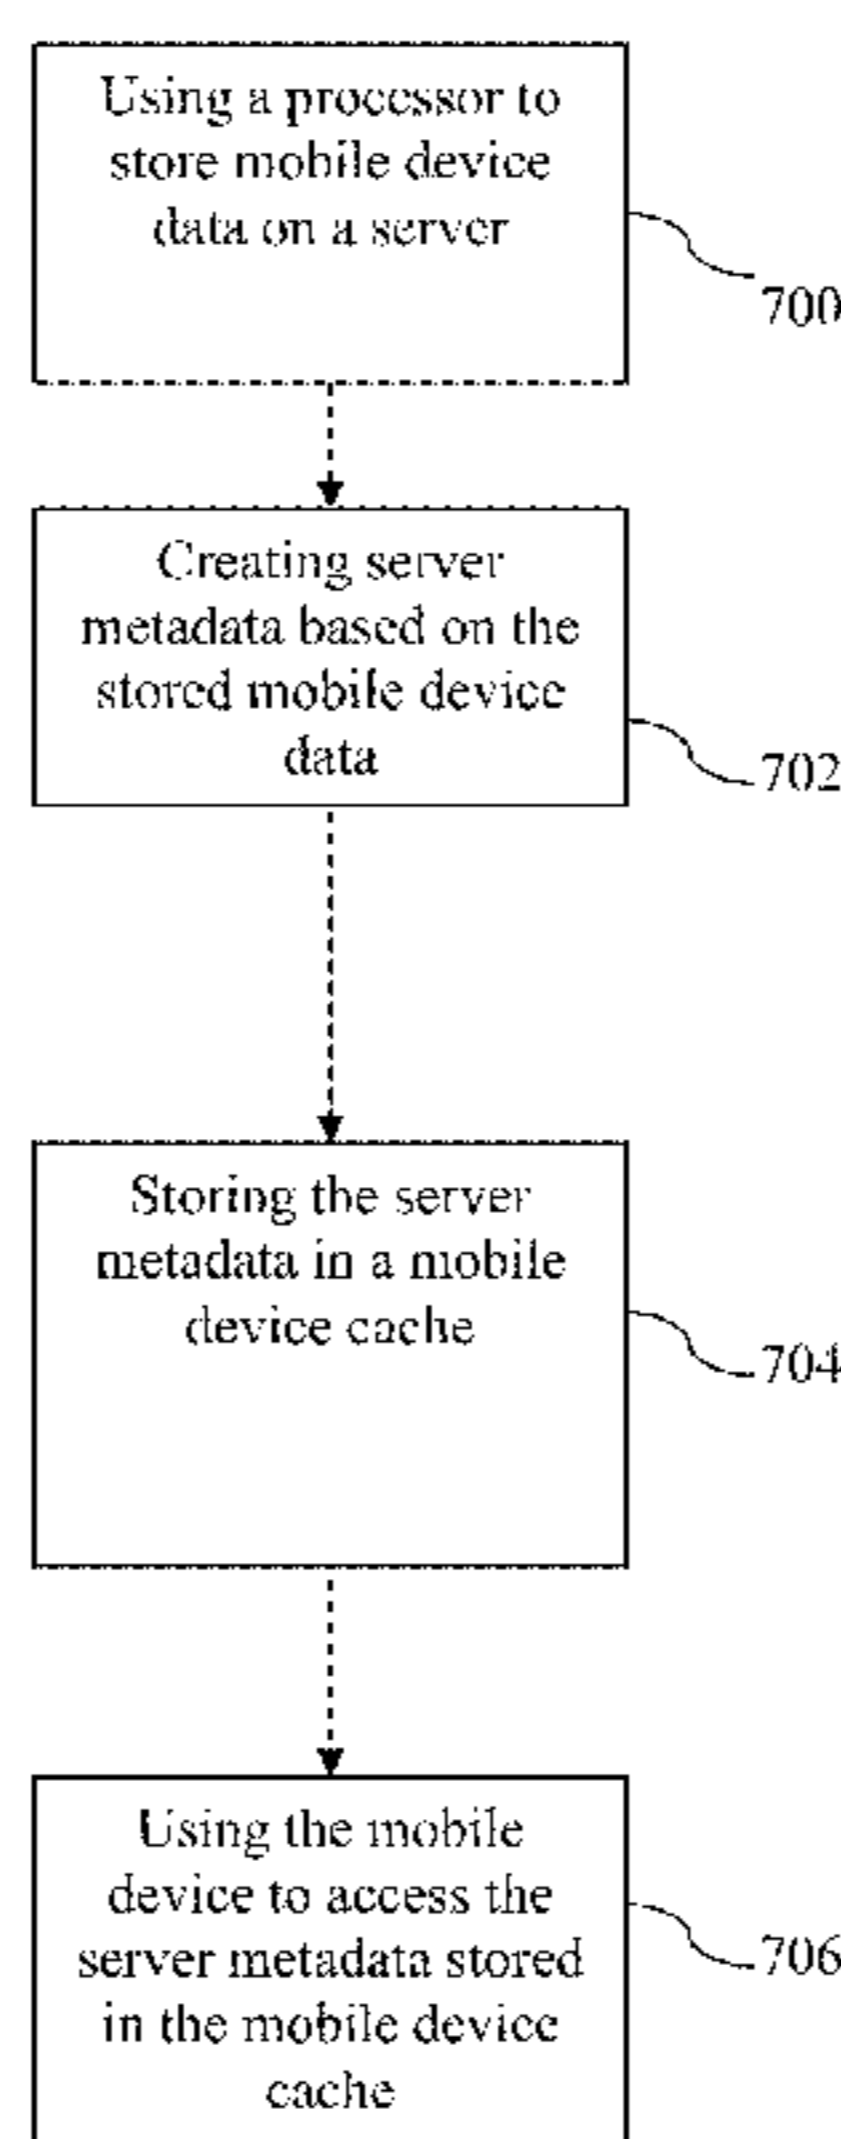 Using a processor to
store mobile device
data on a server
700
Creating server
metadata based on the
stored mobile device
data
702
Storing the server
metadata in a mobile
device cache
704
Using the mobile
device to access the
server metadata stored
in the mobile device
cache
706